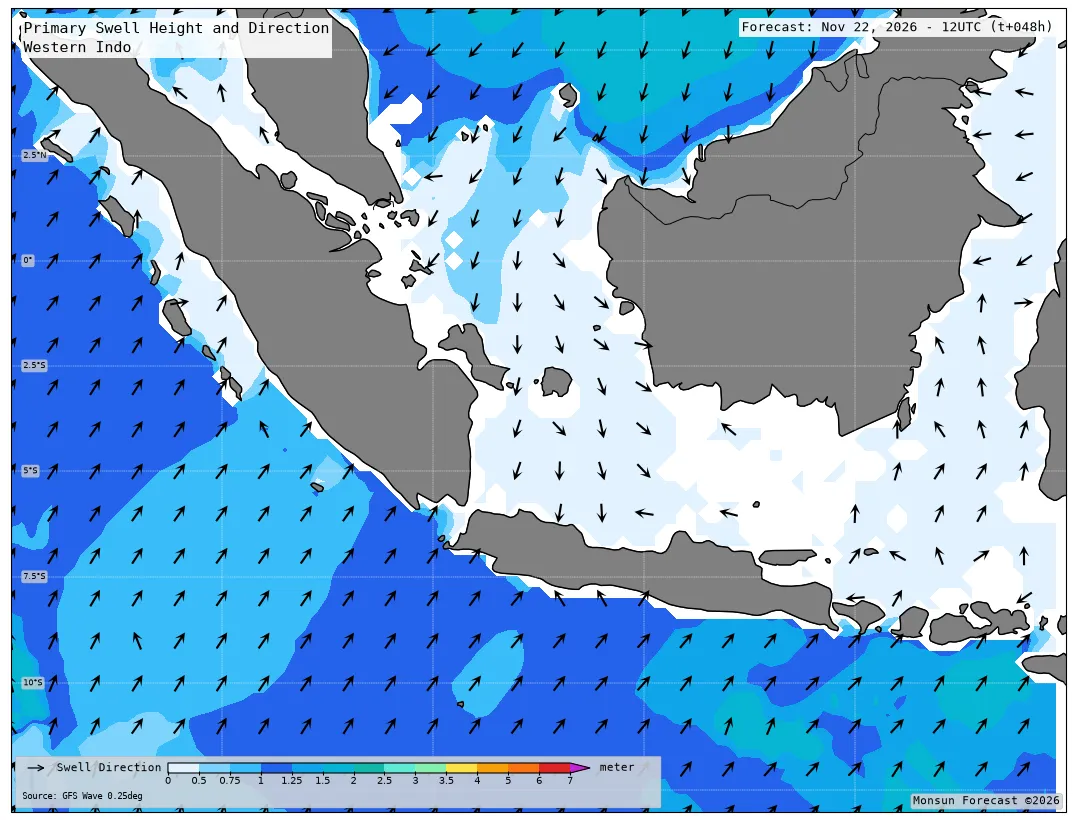 Primary Swell Height and Direction
Western Indo
Forecast: Nov 22, 2026 - 12UTC (t+048h)
2.5°N
0°
2.5°S
5°S
7.5°S
10°S
Swell Direction
0 0.5 0.75 1 1.25 1.5 2 2.5 3 3.5 4 5 6 7
meter
Source: GFS Wave 0.25deg
Monsun Forecast ©2026